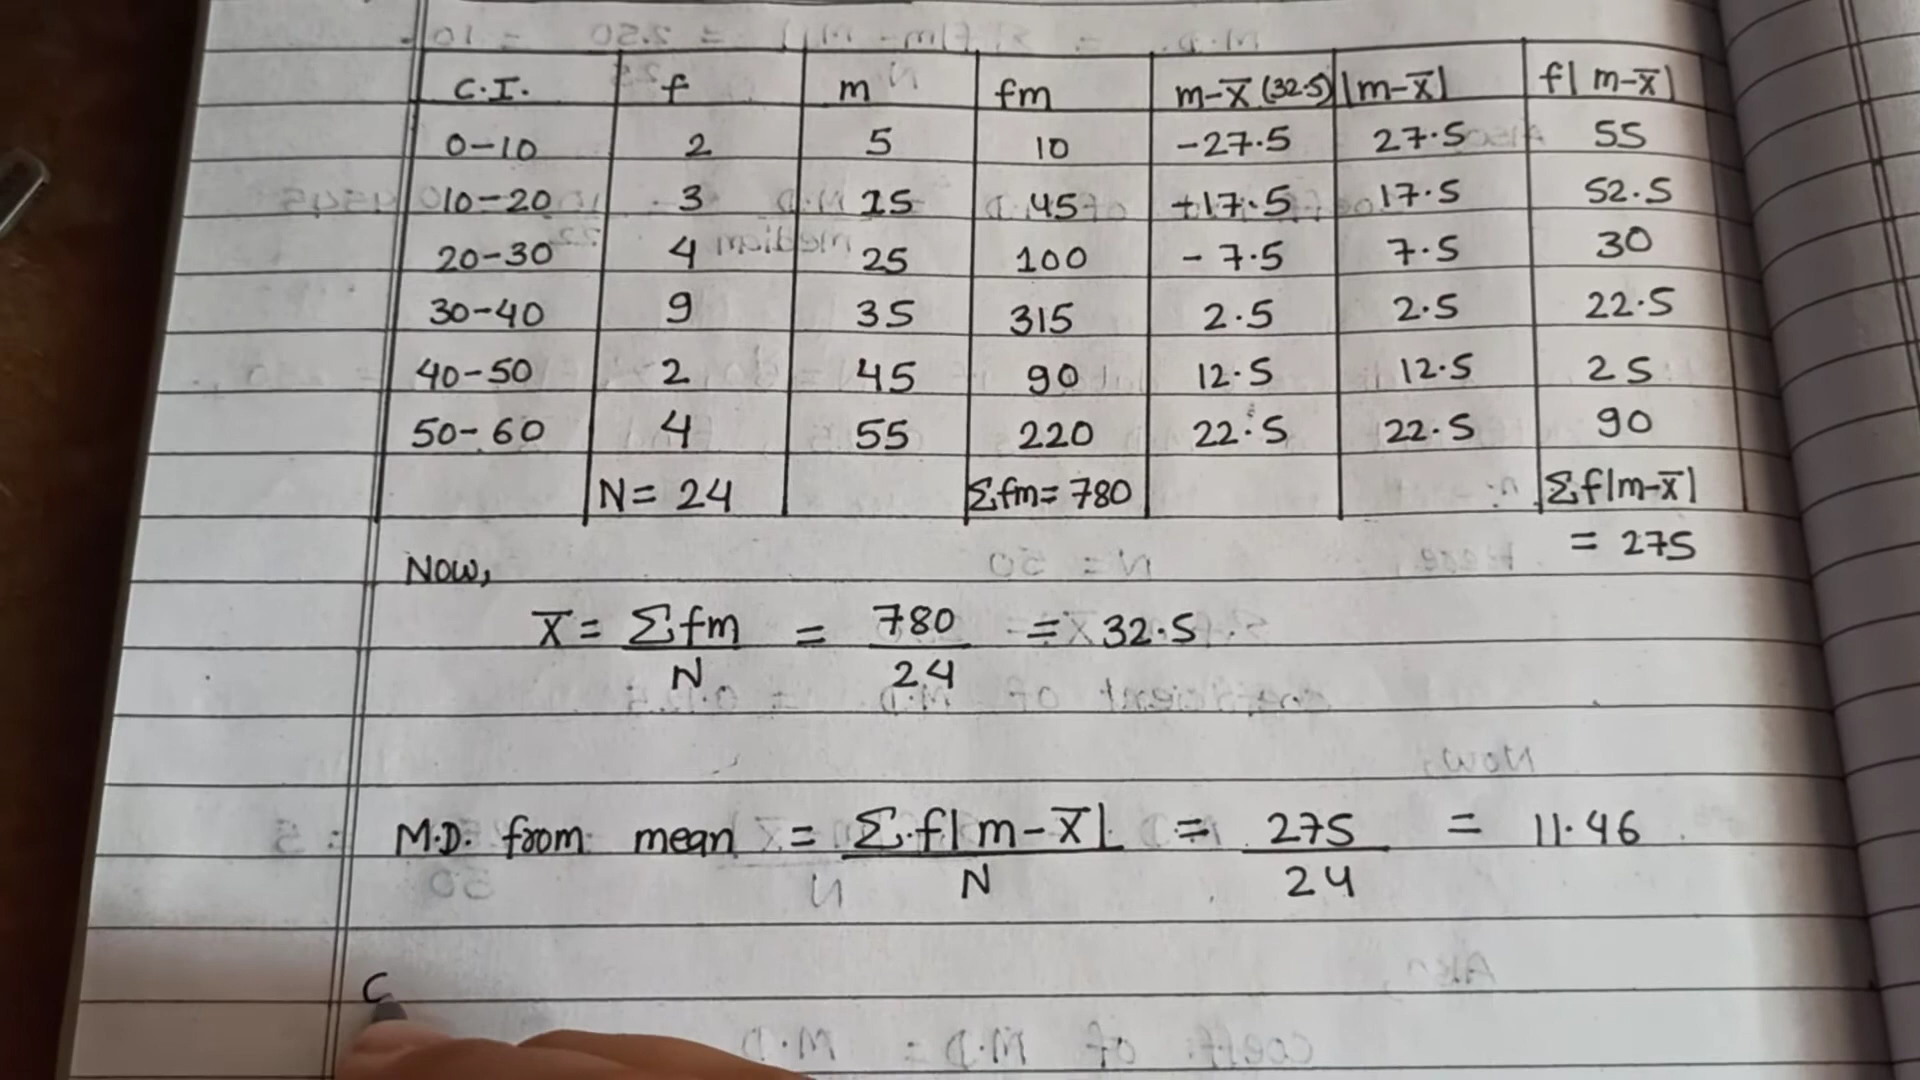 C.I. f m fm m-x̄ (32.5) |m-x̄| f|m-x̄|
0-10 2 5 10 -27.5 27.5 55
10-20 3 15 45 +17.5 17.5 52.5
20-30 4 25 100 -7.5 7.5 30
30-40 9 35 315 2.5 2.5 22.5
40-50 2 45 90 12.5 12.5 25
50-60 4 55 220 22.5 22.5 90
N = 24 Σfm = 780 Σf|m-x̄|
= 275
Now,
x̄ = Σfm/N = 780/24 = 32.5
M.D. from mean = Σf|m-x̄|/N = 275/24 = 11.46
C